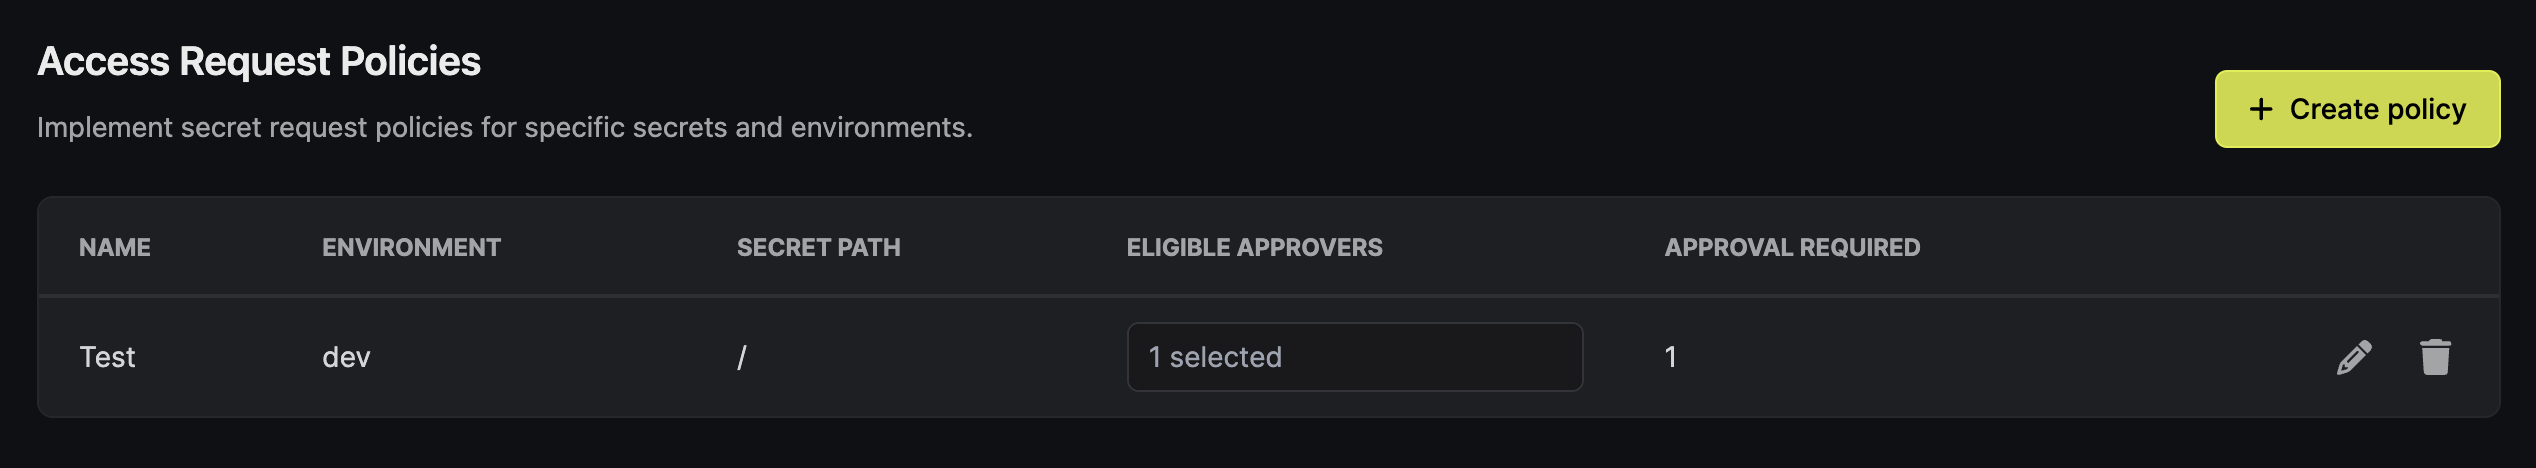 Access Request Policies
Implement secret request policies for specific secrets and environments.
+ Create policy
NAME ENVIRONMENT SECRET PATH ELIGIBLE APPROVERS APPROVAL REQUIRED
Test dev / 1 selected 1